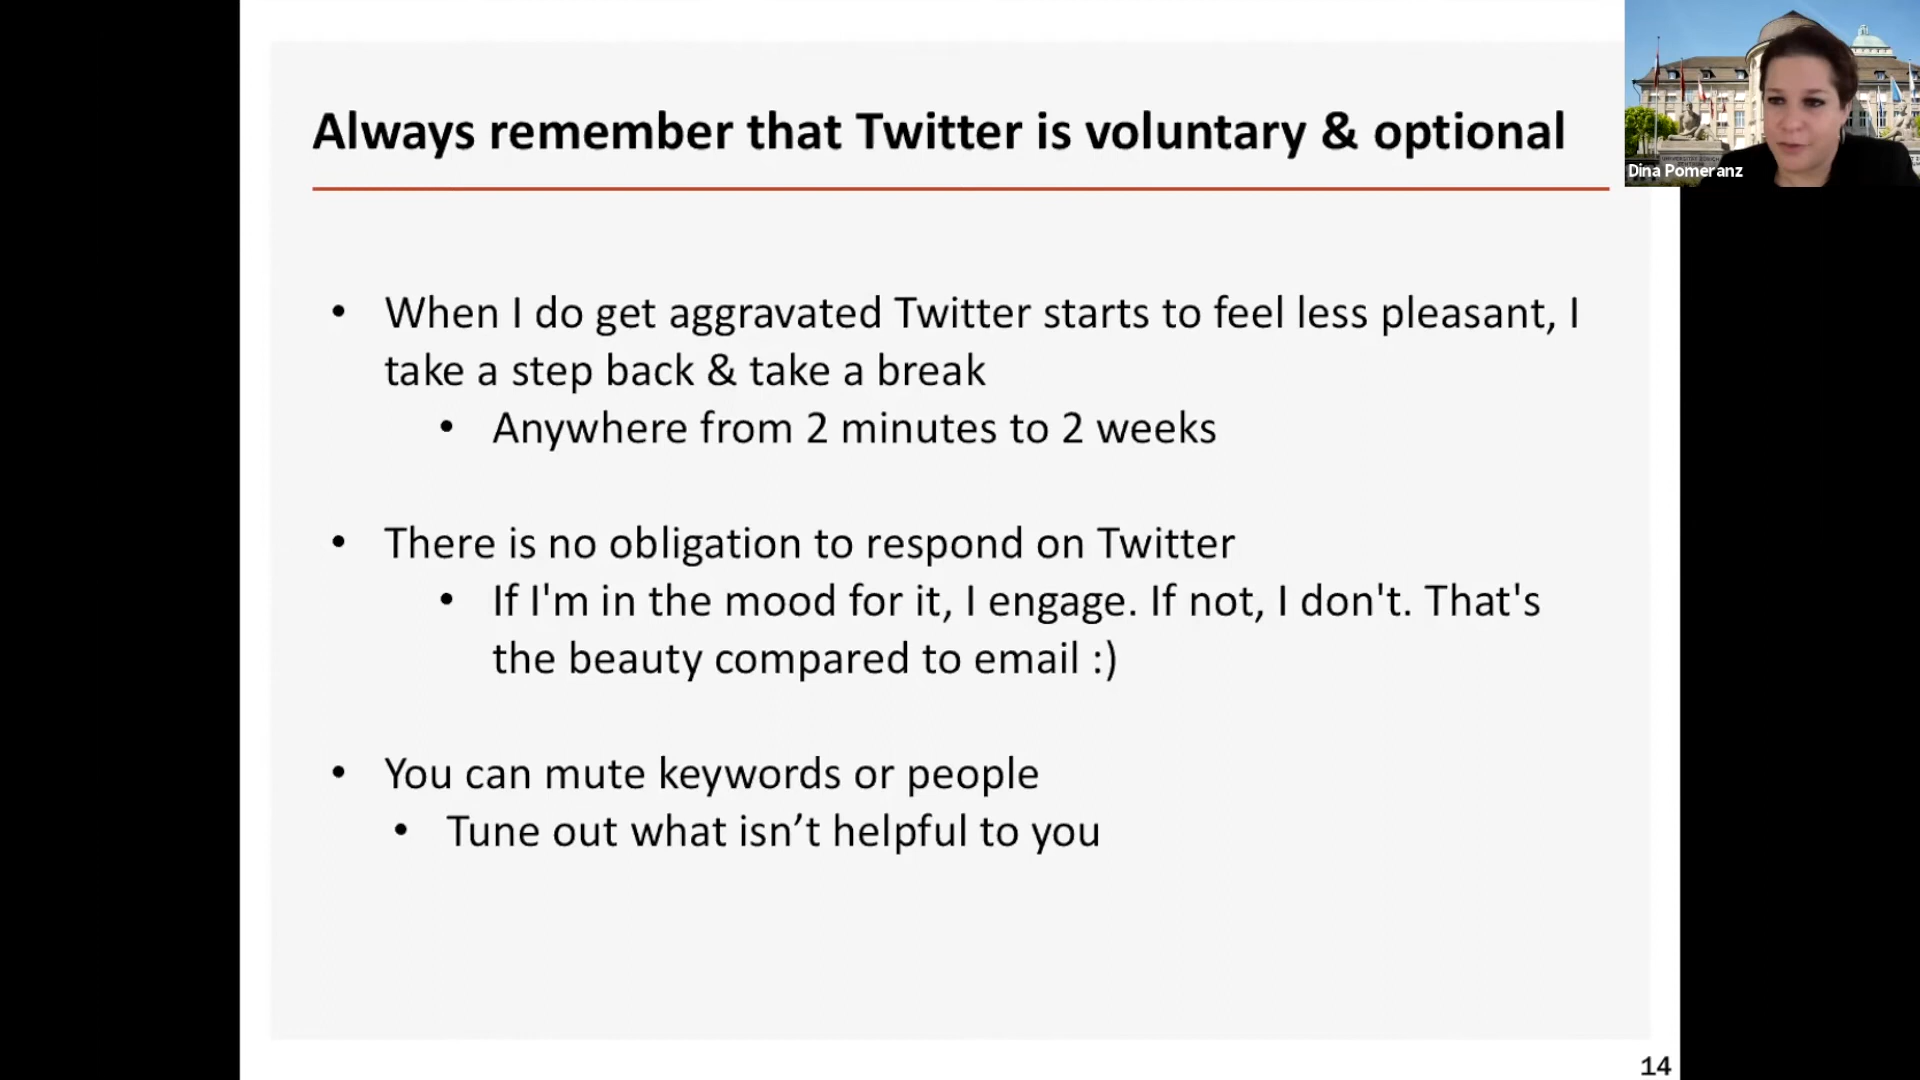 Always remember that Twitter is voluntary & optional
Dina Pomeranz
• When I do get aggravated Twitter starts to feel less pleasant, I
take a step back & take a break
• Anywhere from 2 minutes to 2 weeks
• There is no obligation to respond on Twitter
• If I'm in the mood for it, I engage. If not, I don't. That's
the beauty compared to email :)
• You can mute keywords or people
• Tune out what isn’t helpful to you
14